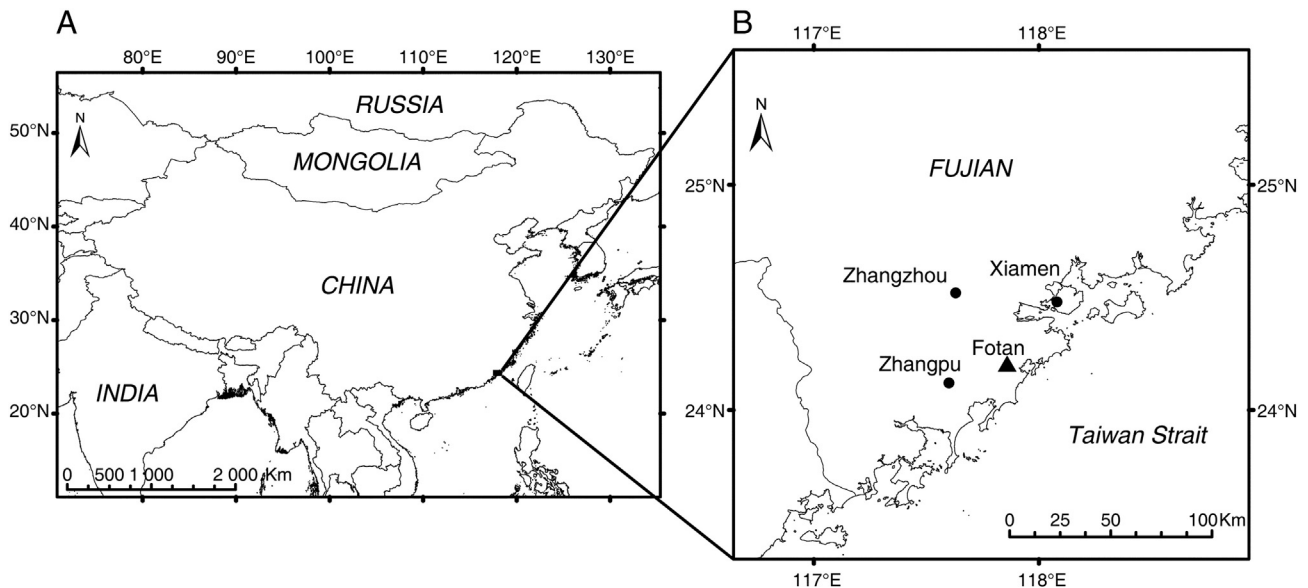 A
80°E 90°E 100°E 110°E 120°E 130°E
50°N
40°N
30°N
20°N
N
RUSSIA
MONGOLIA
CHINA
INDIA
0 500 1 000 2 000 Km
B
117°E 118°E
N
FUJIAN
25°N 25°N
Zhangzhou
Xiamen
Zhangpu
Fotan
24°N 24°N
Taiwan Strait
0 25 50 100Km
117°E 118°E